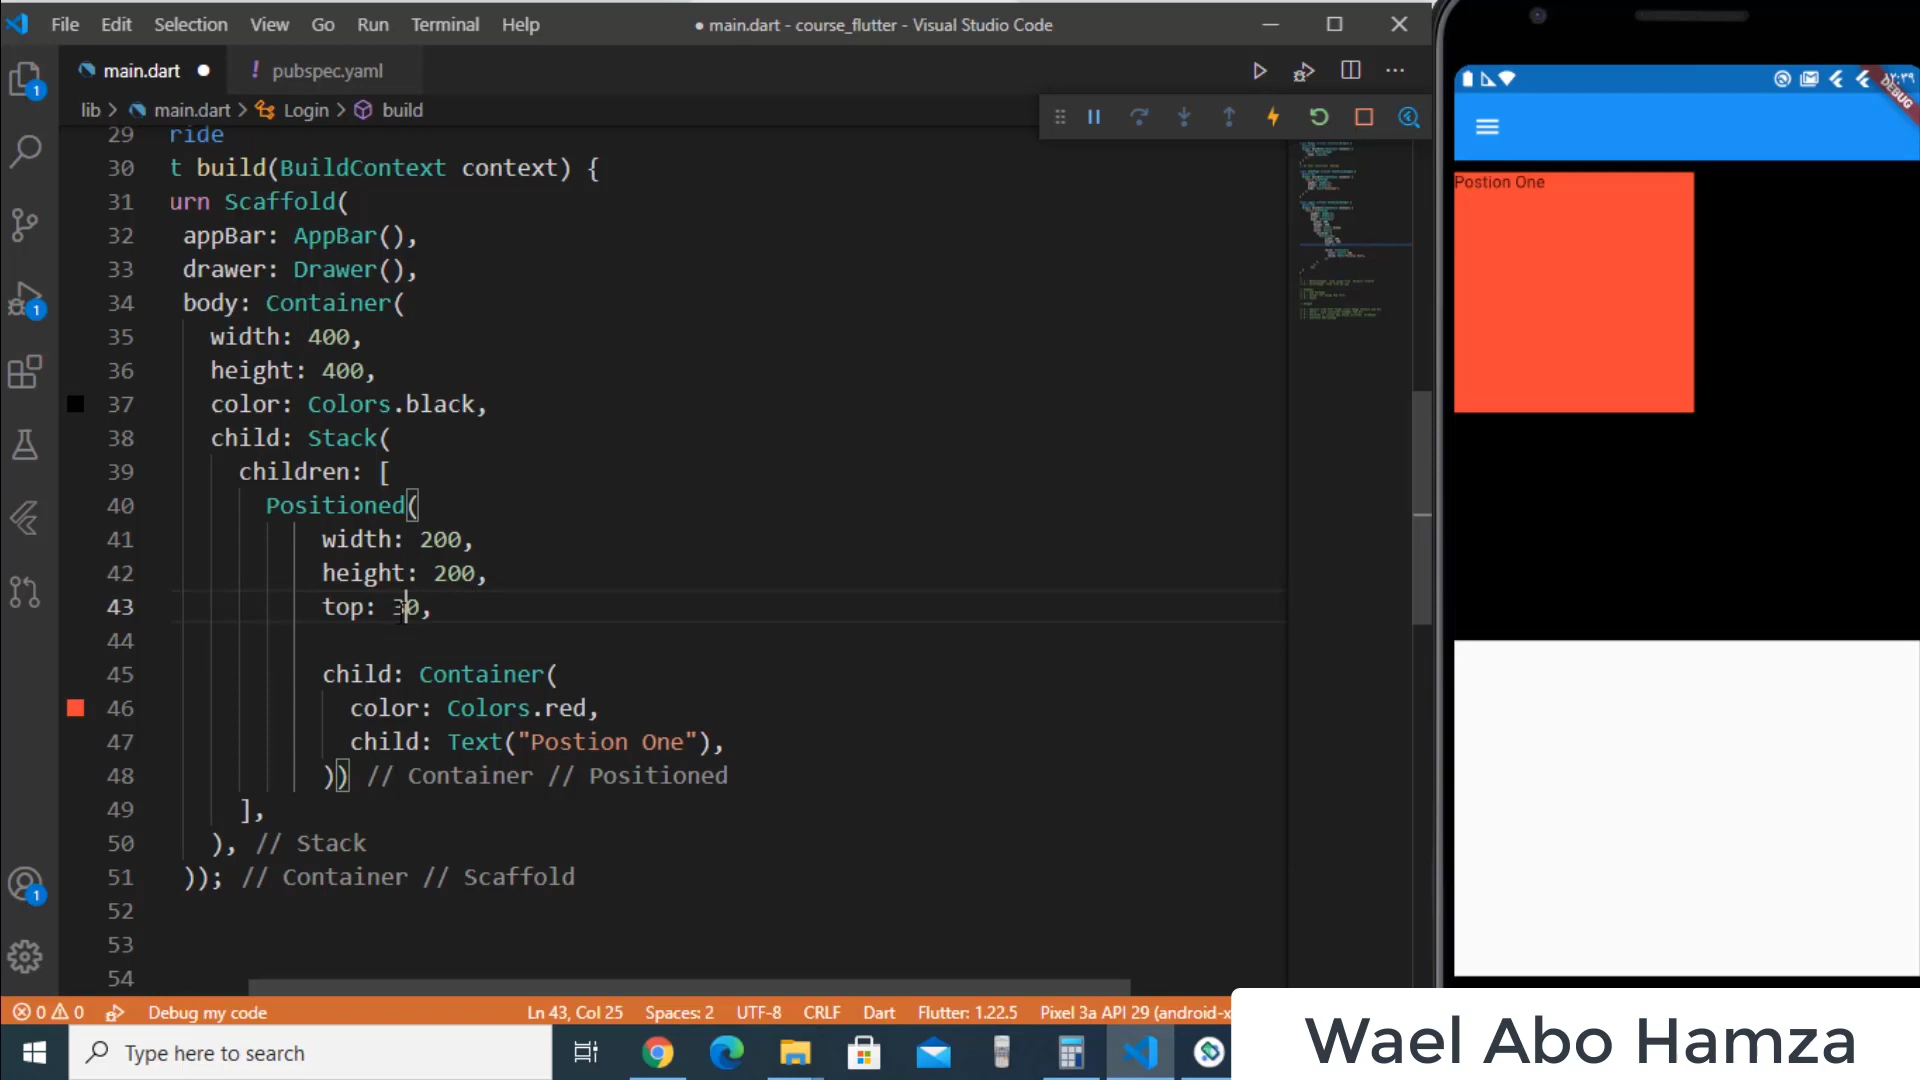 File Edit Selection View Go Run Terminal Help
● main.dart - course_flutter - Visual Studio Code
main.dart
! pubspec.yaml
lib > main.dart > Login > build
29 ride
30 t build(BuildContext context) {
31 urn Scaffold(
32 appBar: AppBar(),
33 drawer: Drawer(),
34 body: Container(
35 width: 400,
36 height: 400,
37 color: Colors.black,
38 child: Stack(
39 children: [
40 Positioned(
41 width: 200,
42 height: 200,
43 top: 30,
44
45 child: Container(
46 color: Colors.red,
47 child: Text("Postion One"),
48 )) // Container // Positioned
49 ],
50 ), // Stack
51 )); // Container // Scaffold
52
53
54
1
1
1
0 0 Debug my code Ln 43, Col 25 Spaces: 2 UTF-8 CRLF Dart Flutter: 1.22.5 Pixel 3a API 29 (android-x
Type here to search
DEBUG
Postion One
Wael Abo Hamza